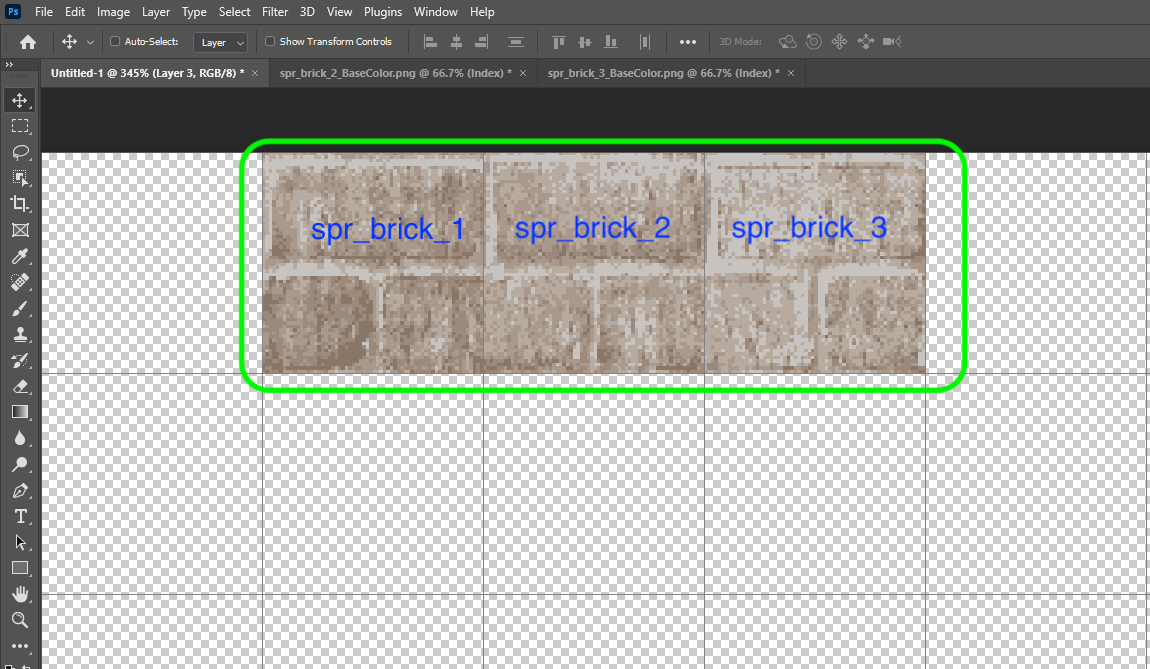 Ps File Edit Image Layer Type Select Filter 3D View Plugins Window Help
Auto-Select: Layer Show Transform Controls 3D Mode:
Untitled-1 @ 345% (Layer 3, RGB/8) * × spr_brick_2_BaseColor.png @ 66.7% (Index) * × spr_brick_3_BaseColor.png @ 66.7% (Index) * ×
spr_brick_1 spr_brick_2 spr_brick_3